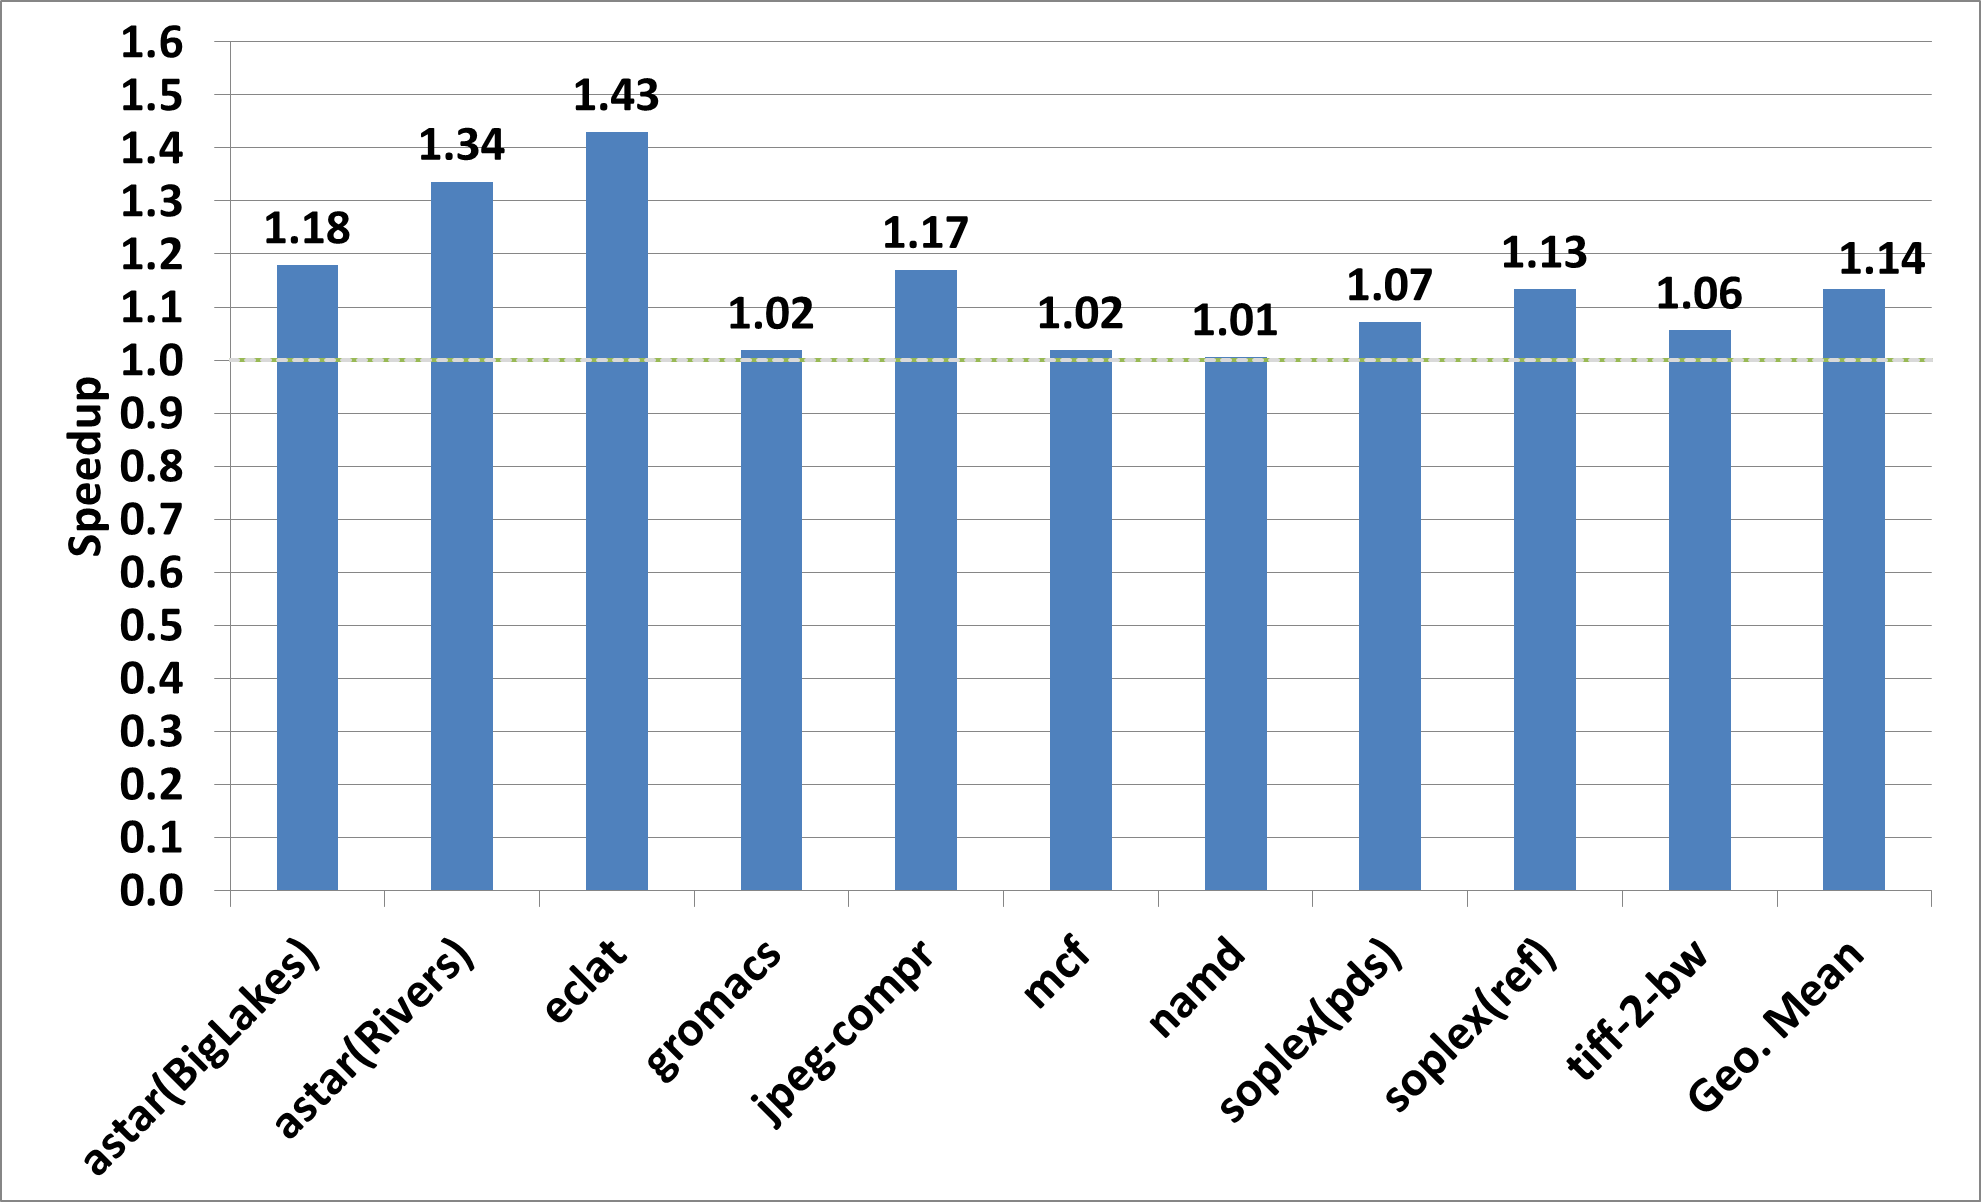 1.6
1.5
1.4
1.3
1.2
1.1
1.0
0.9
0.8
0.7
0.6
0.5
0.4
0.3
0.2
0.1
0.0
Speedup
1.18
1.34
1.43
1.02
1.17
1.02
1.01
1.07
1.13
1.06
1.14
astar(BigLakes)
astar(Rivers)
eclat
gromacs
jpeg-compr
mcf
namd
soplex(pds)
soplex(ref)
tiff-2-bw
Geo. Mean